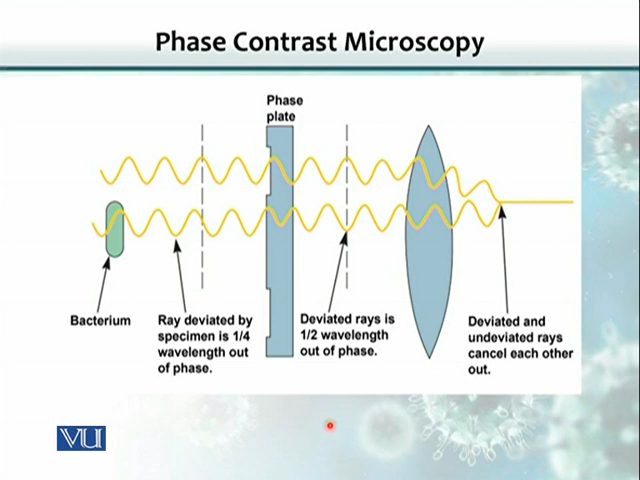 Phase Contrast Microscopy
Phase
plate
Bacterium
Ray deviated by
specimen is 1/4
wavelength out
of phase.
Deviated rays is
1/2 wavelength
out of phase.
Deviated and
undeviated rays
cancel each other
out.
VU